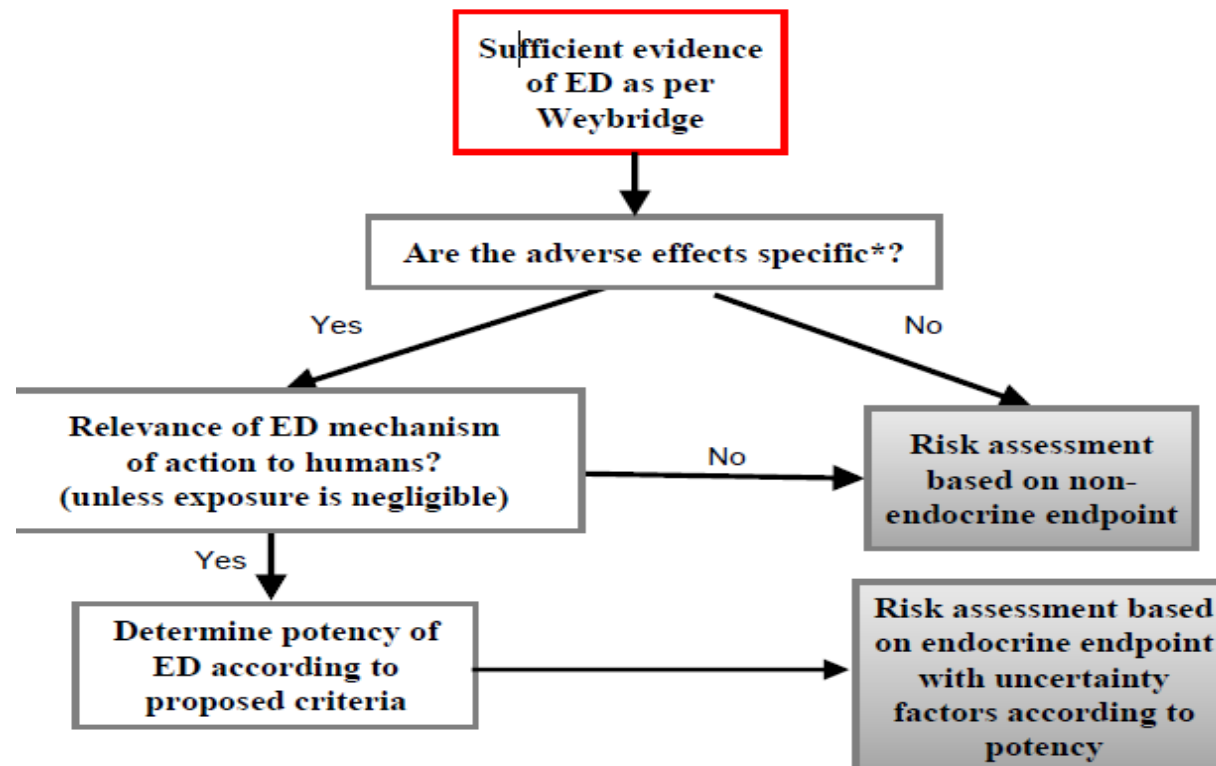 Sufficient evidence
of ED as per
Weybridge
Are the adverse effects specific*?
Yes
No
Relevance of ED mechanism
of action to humans?
(unless exposure is negligible)
No
Risk assessment
based on non-
endocrine endpoint
Yes
Determine potency of
ED according to
proposed criteria
Risk assessment based
on endocrine endpoint
with uncertainty
factors according to
potency